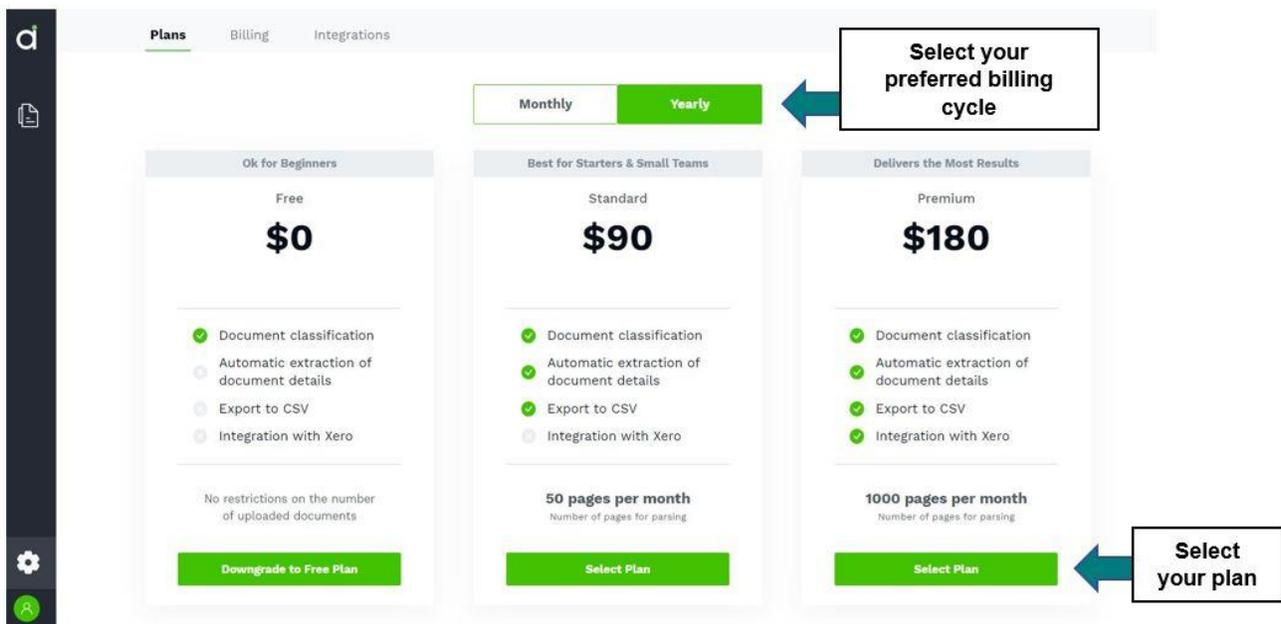 Plans Billing Integrations
Select your
preferred billing
cycle
Monthly Yearly
Ok for Beginners
Free
$0
Document classification
Automatic extraction of
document details
Export to CSV
Integration with Xero
No restrictions on the number
of uploaded documents
Downgrade to Free Plan
Best for Starters & Small Teams
Standard
$90
Document classification
Automatic extraction of
document details
Export to CSV
Integration with Xero
50 pages per month
Number of pages for parsing
Select Plan
Delivers the Most Results
Premium
$180
Document classification
Automatic extraction of
document details
Export to CSV
Integration with Xero
1000 pages per month
Number of pages for parsing
Select Plan
Select
your plan